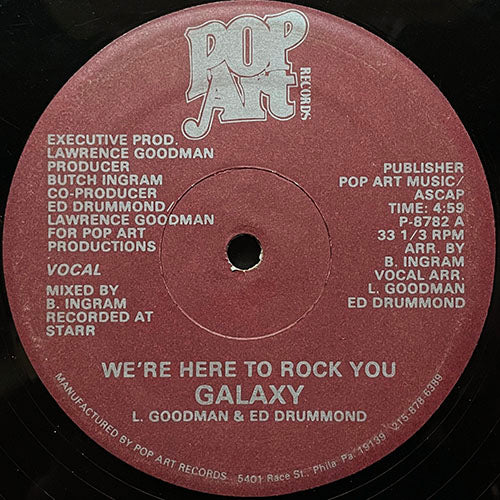 POP
ART
RECORDS
EXECUTIVE PROD.
LAWRENCE GOODMAN
PRODUCER
BUTCH INGRAM
CO-PRODUCER
ED DRUMMOND/
LAWRENCE GOODMAN
FOR POP ART
PRODUCTIONS
VOCAL
MIXED BY
B. INGRAM
RECORDED AT
STARR
PUBLISHER
POP ART MUSIC/
ASCAP
TIME: 4:59
P-8782 A
33 1/3 RPM
ARR. BY
B. INGRAM
VOCAL ARR.
L. GOODMAN
ED DRUMMOND
WE'RE HERE TO ROCK YOU
GALAXY
L. GOODMAN & ED DRUMMOND
MANUFACTURED BY POP ART RECORDS 5401 Race St. Phila Pa. 19139 215-878-6389